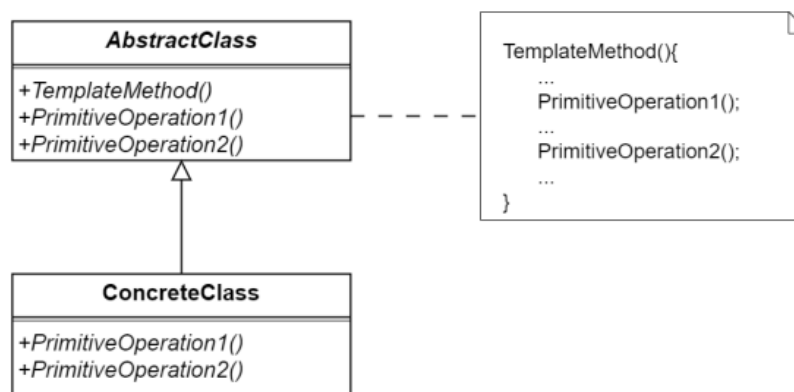 AbstractClass
+TemplateMethod()
+PrimitiveOperation1()
+PrimitiveOperation2()
TemplateMethod(){
...
PrimitiveOperation1();
...
PrimitiveOperation2();
...
}
ConcreteClass
+PrimitiveOperation1()
+PrimitiveOperation2()